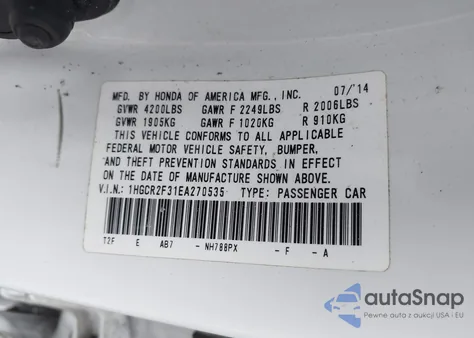 MFD. BY HONDA OF AMERICA MFG., INC. 07/'14
GVWR 4200LBS GAWR F 2249LBS R 2006LBS
GVWR 1905KG GAWR F 1020KG R 910KG
THIS VEHICLE CONFORMS TO ALL APPLICABLE
FEDERAL MOTOR VEHICLE SAFETY, BUMPER,
AND THEFT PREVENTION STANDARDS IN EFFECT
ON THE DATE OF MANUFACTURE SHOWN ABOVE.
V.I.N.: 1HGCR2F31EA270535 TYPE: PASSENGER CAR
T2F E AB7 - NH788PX - F - A
autoSnap
Pewne auta z aukcji USA - EU